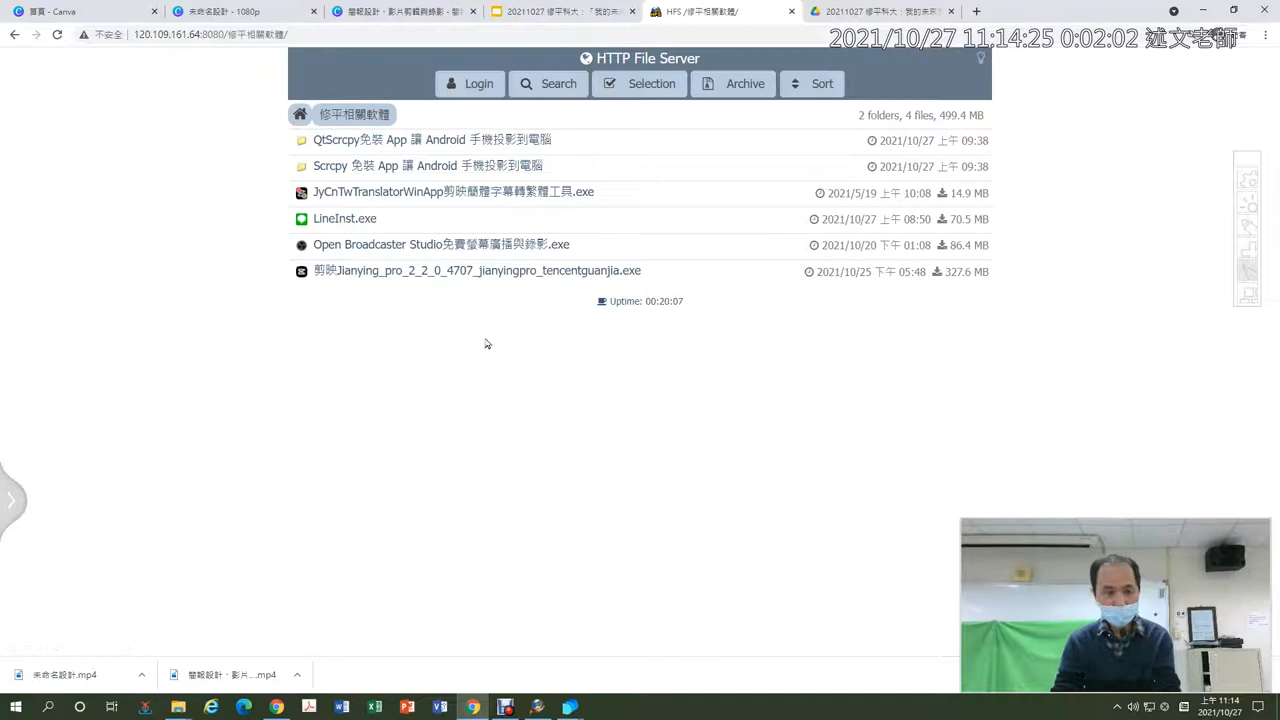 首頁 - Canva
未命名設計 - 1080p
簡報設計、影片剪輯與錄影 - 簡
20211027 修平科大：「我的未
HFS /修平相關軟體/
20211027 修平科大：我的未來
不安全
120.109.161.64:8080/修平相關軟體/
2021/10/27 11:14:25 0:02:02 述文老師
HTTP File Server
Login
Search
Selection
Archive
Sort
修平相關軟體
2 folders, 4 files, 499.4 MB
QtScrcpy免裝 App 讓 Android 手機投影到電腦
2021/10/27 上午 09:38
Scrcpy 免裝 App 讓 Android 手機投影到電腦
2021/10/27 上午 09:38
JyCnTwTranslatorWinApp剪映簡體字幕轉繁體工具.exe
2021/5/19 上午 10:08 14.9 MB
LineInst.exe
2021/10/27 上午 08:50 70.5 MB
Open Broadcaster Studio免費螢幕廣播與錄影.exe
2021/10/20 下午 01:08 86.4 MB
剪映Jianying_pro_2_2_0_4707_jianyingpro_tencentguanjia.exe
2021/10/25 下午 05:48 327.6 MB
Uptime: 00:20:07
未命名設計.mp4
簡報設計、影片....mp4
上午 11:14
2021/10/27